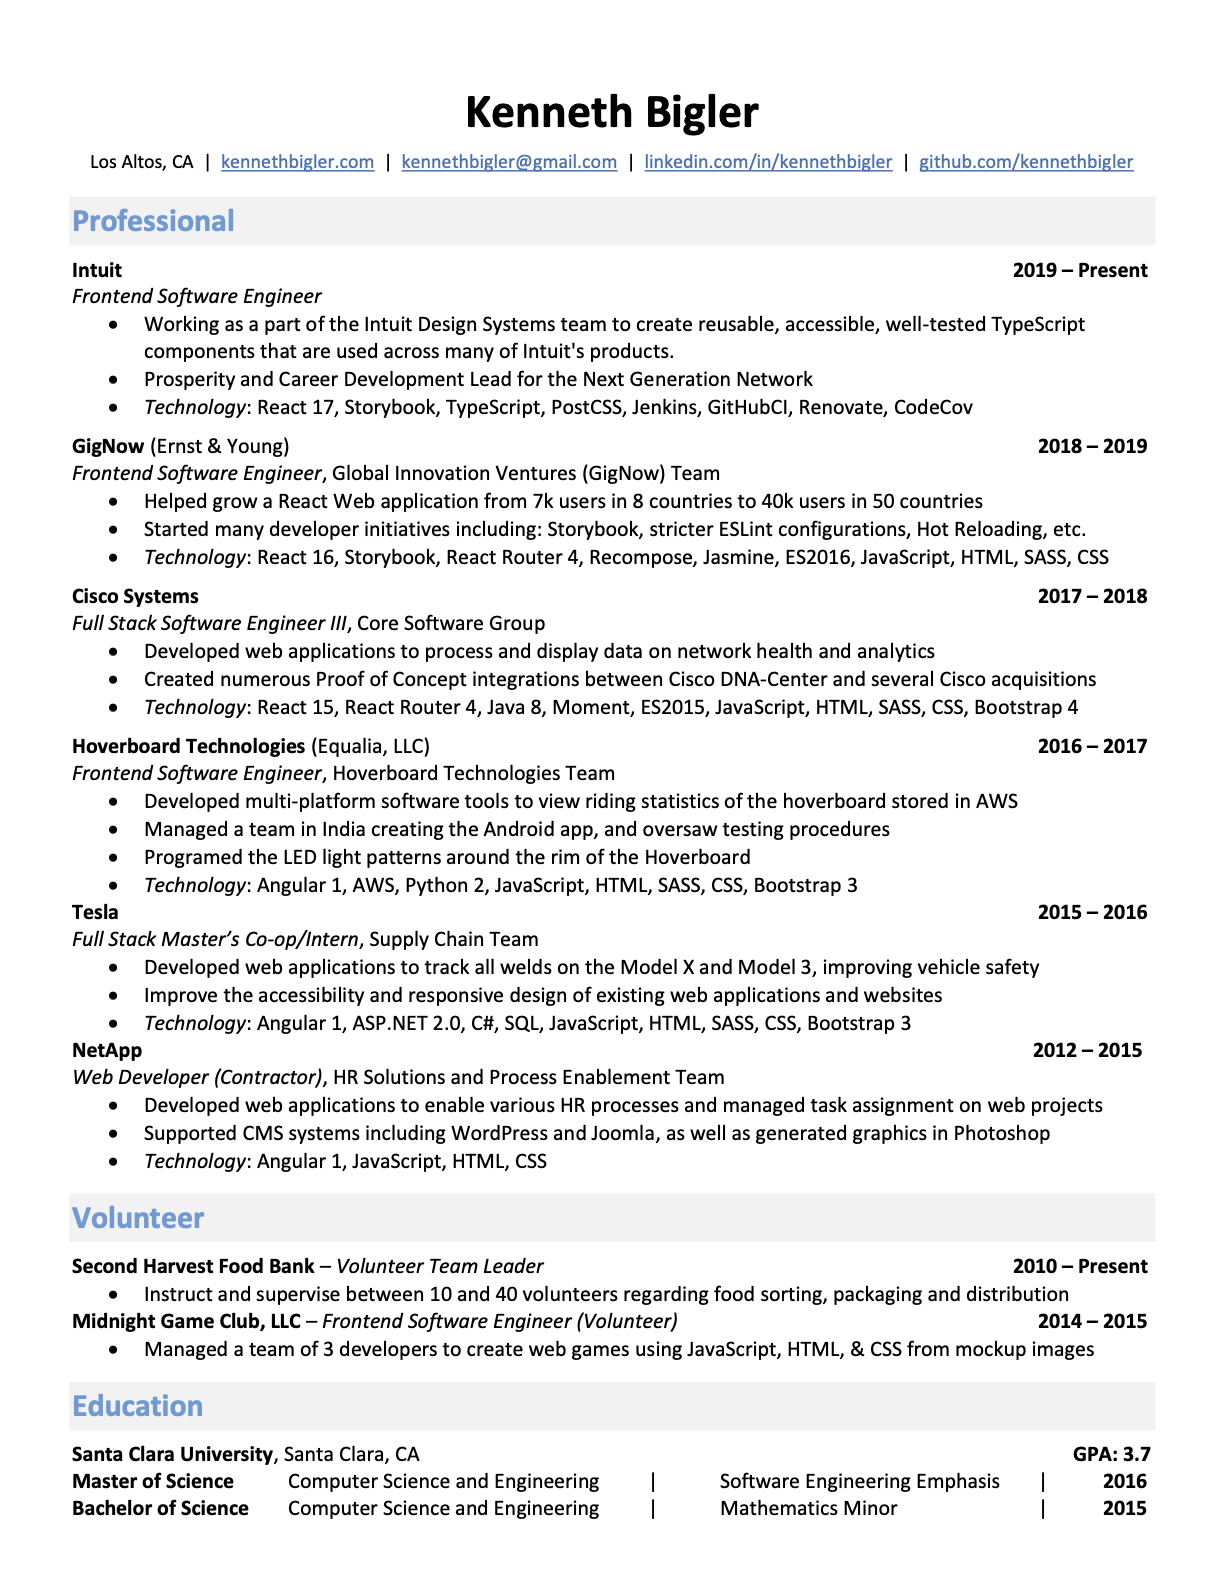 Kenneth Bigler
Los Altos, CA | kennethbigler.com | kennethbigler@gmail.com | linkedin.com/in/kennethbigler | github.com/kennethbigler
Professional
Intuit 2019 – Present
Frontend Software Engineer
• Working as a part of the Intuit Design Systems team to create reusable, accessible, well-tested TypeScript
components that are used across many of Intuit's products.
• Prosperity and Career Development Lead for the Next Generation Network
• Technology: React 17, Storybook, TypeScript, PostCSS, Jenkins, GitHubCI, Renovate, CodeCov
GigNow (Ernst & Young) 2018 – 2019
Frontend Software Engineer, Global Innovation Ventures (GigNow) Team
• Helped grow a React Web application from 7k users in 8 countries to 40k users in 50 countries
• Started many developer initiatives including: Storybook, stricter ESLint configurations, Hot Reloading, etc.
• Technology: React 16, Storybook, React Router 4, Recompose, Jasmine, ES2016, JavaScript, HTML, SASS, CSS
Cisco Systems 2017 – 2018
Full Stack Software Engineer III, Core Software Group
• Developed web applications to process and display data on network health and analytics
• Created numerous Proof of Concept integrations between Cisco DNA-Center and several Cisco acquisitions
• Technology: React 15, React Router 4, Java 8, Moment, ES2015, JavaScript, HTML, SASS, CSS, Bootstrap 4
Hoverboard Technologies (Equalia, LLC) 2016 – 2017
Frontend Software Engineer, Hoverboard Technologies Team
• Developed multi-platform software tools to view riding statistics of the hoverboard stored in AWS
• Managed a team in India creating the Android app, and oversaw testing procedures
• Programed the LED light patterns around the rim of the Hoverboard
• Technology: Angular 1, AWS, Python 2, JavaScript, HTML, SASS, CSS, Bootstrap 3
Tesla 2015 – 2016
Full Stack Master’s Co-op/Intern, Supply Chain Team
• Developed web applications to track all welds on the Model X and Model 3, improving vehicle safety
• Improve the accessibility and responsive design of existing web applications and websites
• Technology: Angular 1, ASP.NET 2.0, C#, SQL, JavaScript, HTML, SASS, CSS, Bootstrap 3
NetApp 2012 – 2015
Web Developer (Contractor), HR Solutions and Process Enablement Team
• Developed web applications to enable various HR processes and managed task assignment on web projects
• Supported CMS systems including WordPress and Joomla, as well as generated graphics in Photoshop
• Technology: Angular 1, JavaScript, HTML, CSS
Volunteer
Second Harvest Food Bank – Volunteer Team Leader 2010 – Present
• Instruct and supervise between 10 and 40 volunteers regarding food sorting, packaging and distribution
Midnight Game Club, LLC – Frontend Software Engineer (Volunteer) 2014 – 2015
• Managed a team of 3 developers to create web games using JavaScript, HTML, & CSS from mockup images
Education
Santa Clara University, Santa Clara, CA GPA: 3.7
Master of Science Computer Science and Engineering | Software Engineering Emphasis | 2016
Bachelor of Science Computer Science and Engineering | Mathematics Minor | 2015